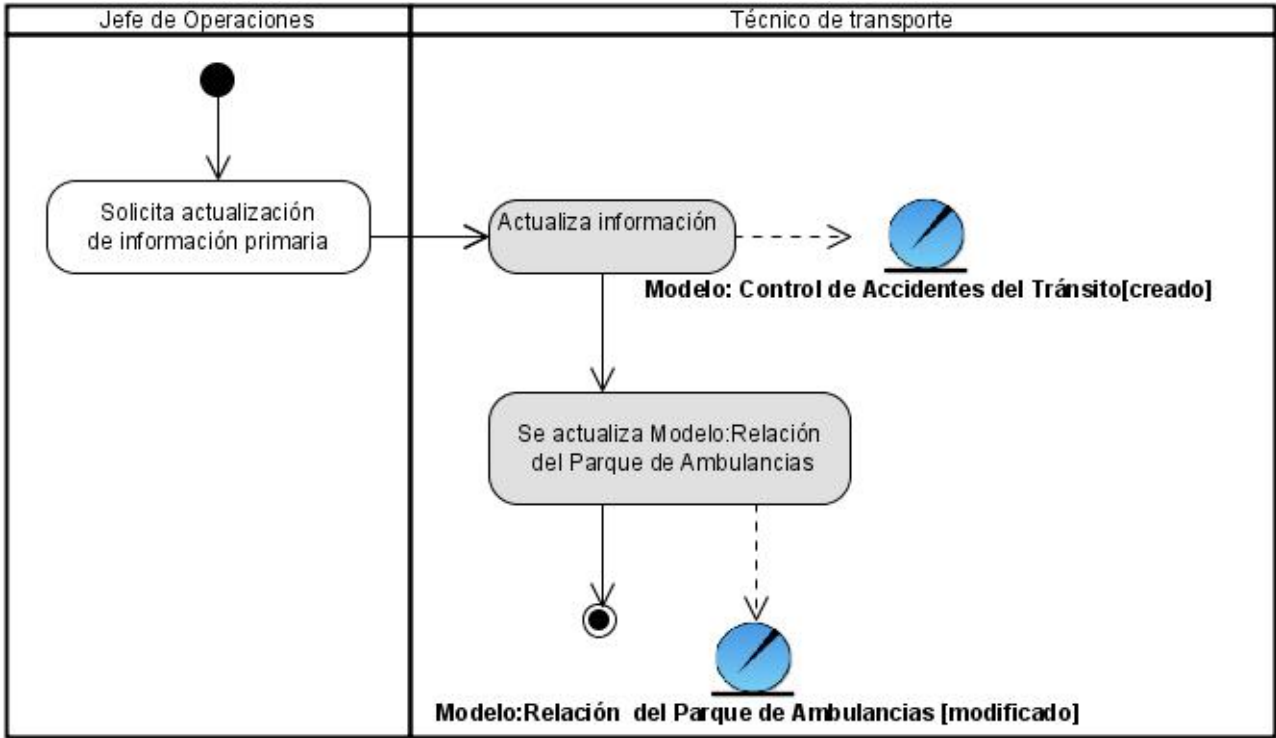 Jefe de Operaciones
Técnico de transporte
Solicita actualización
de información primaria
Actualiza información
Modelo: Control de Accidentes del Tránsito[creado]
Se actualiza Modelo:Relación
del Parque de Ambulancias
Modelo:Relación del Parque de Ambulancias [modificado]